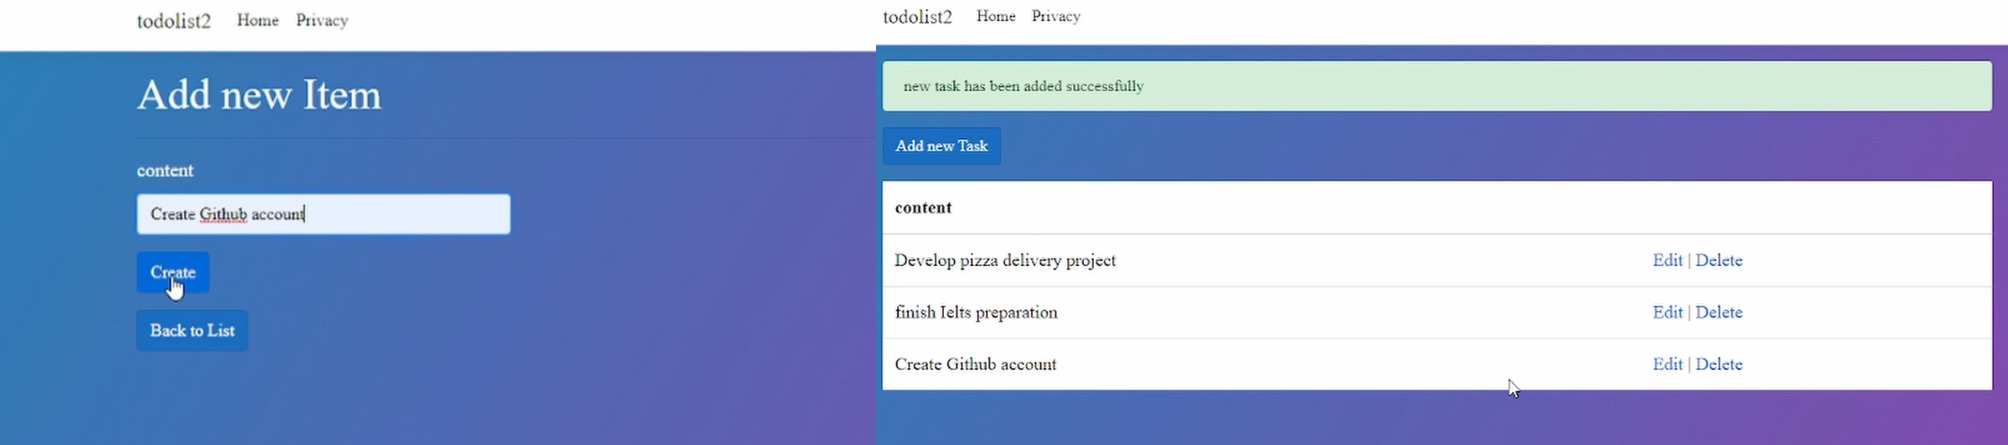 todolist2 Home Privacy
Add new Item
content
Create Github account
Create
Back to List
todolist2 Home Privacy
new task has been added successfully
Add new Task
content
Develop pizza delivery project Edit | Delete
finish Ielts preparation Edit | Delete
Create Github account Edit | Delete